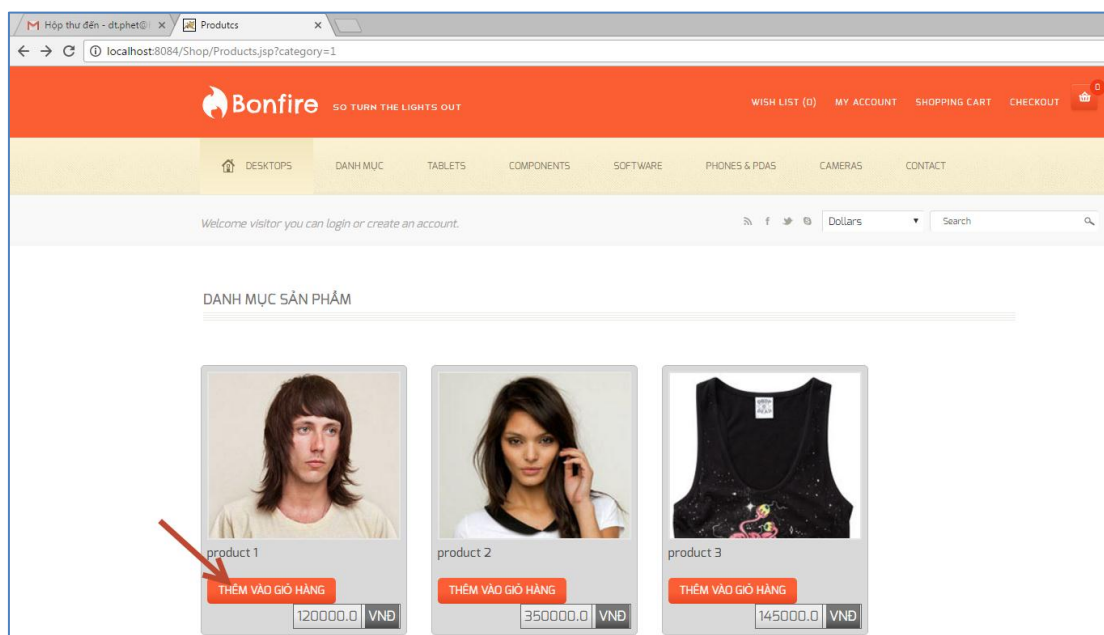 Hộp thư đến - dt.phet@
Produtcs
localhost:8084/Shop/Products.jsp?category=1
Bonfire SO TURN THE LIGHTS OUT
WISH LIST (0) MY ACCOUNT SHOPPING CART CHECKOUT 0
DESKTOPS DANH MỤC TABLETS COMPONENTS SOFTWARE PHONES & PDAS CAMERAS CONTACT
Welcome visitor you can login or create an account.
Dollars
Search
DANH MỤC SẢN PHẨM
product 1 product 2 product 3
THÊM VÀO GIỎ HÀNG THÊM VÀO GIỎ HÀNG THÊM VÀO GIỎ HÀNG
120000.0 VNĐ 350000.0 VNĐ 145000.0 VNĐ